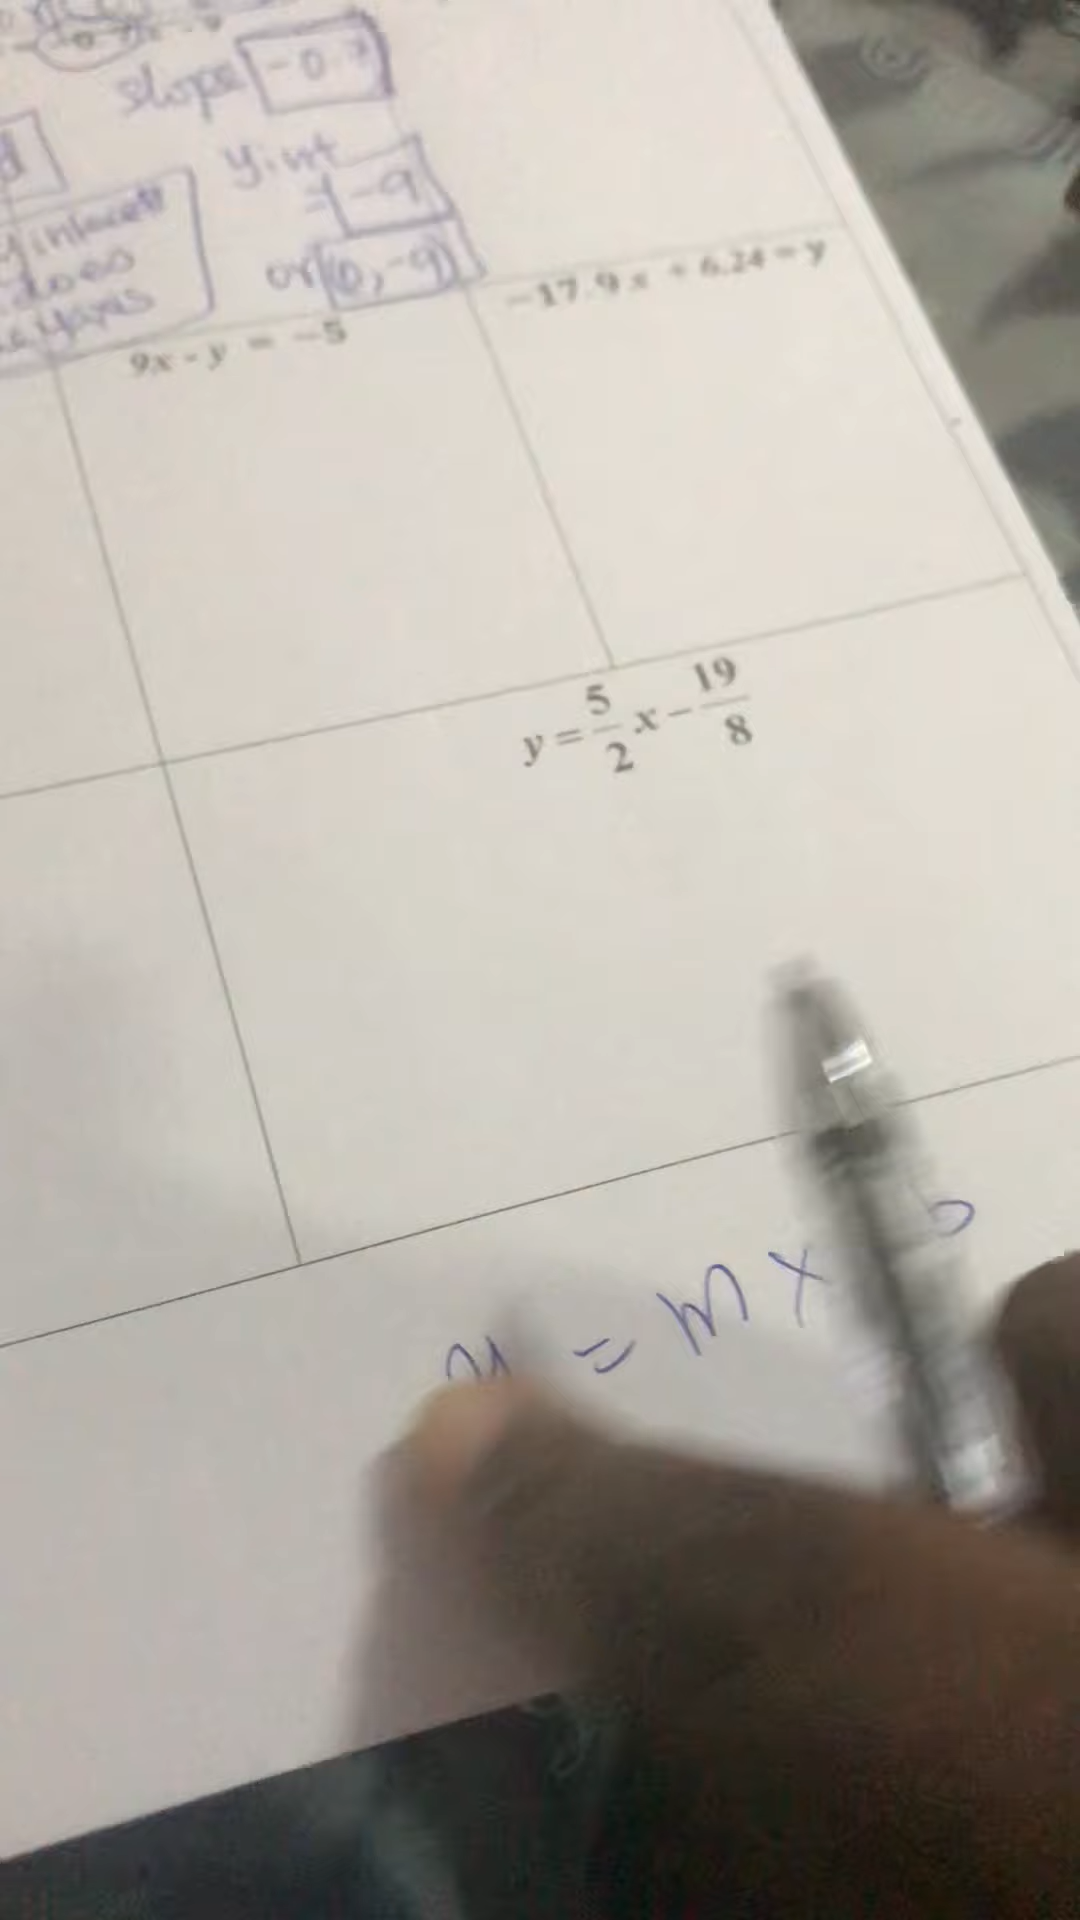 slope -0.7
y int
= -9
or (0, -9)
y intercept
does
yaxis
9x - y = -5
-17.9x + 6.24 = y
y = 5/2 x - 19/8
y = mx b